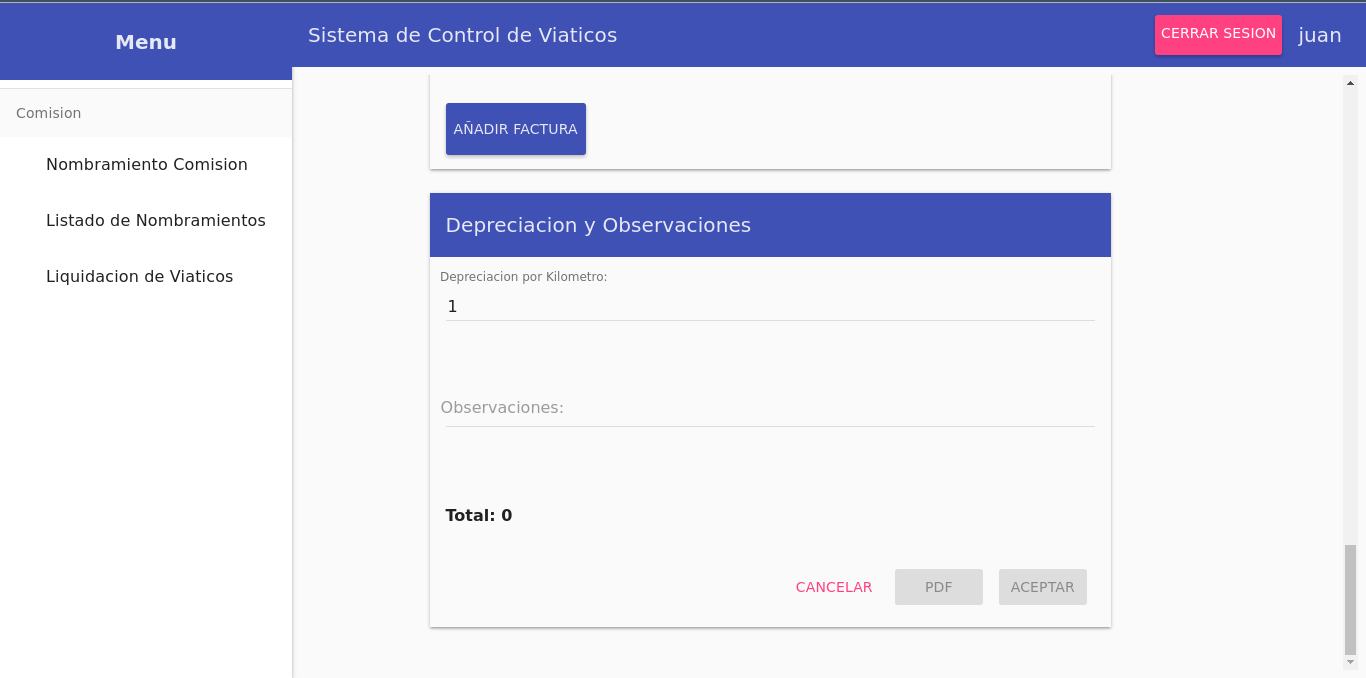 Menu
Sistema de Control de Viaticos
CERRAR SESION
juan
Comision
Nombramiento Comision
Listado de Nombramientos
Liquidacion de Viaticos
AÑADIR FACTURA
Depreciacion y Observaciones
Depreciacion por Kilometro:
1
Observaciones:
Total: 0
CANCELAR
PDF
ACEPTAR